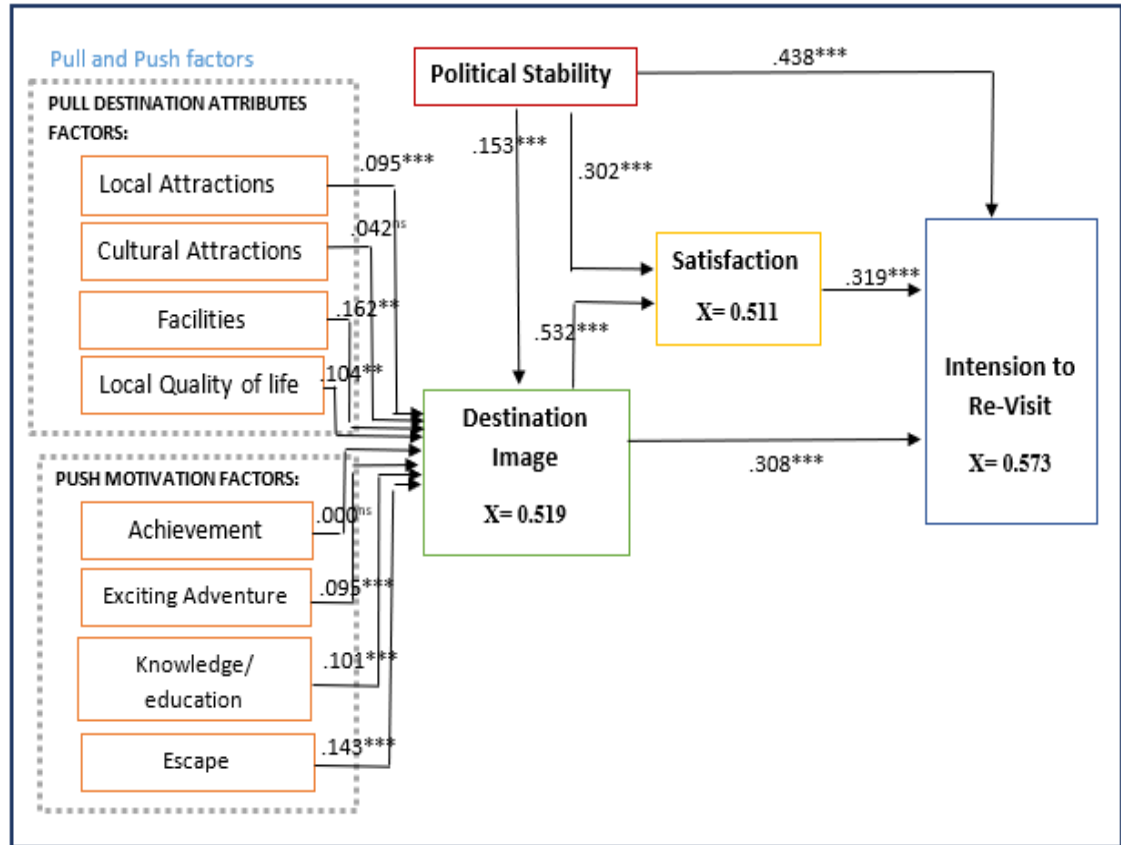 Pull and Push factors
PULL DESTINATION ATTRIBUTES
FACTORS:
Local Attractions
.095***
Cultural Attractions
.042ns
Facilities
.162**
Local Quality of life
.104**
PUSH MOTIVATION FACTORS:
Achievement
.000ns
Exciting Adventure
.095***
Knowledge/
education
.101***
Escape
.143***
Political Stability
.438***
.153***
.302***
Satisfaction
X= 0.511
.319***
.532***
Destination
Image
X= 0.519
.308***
Intension to
Re-Visit
X= 0.573